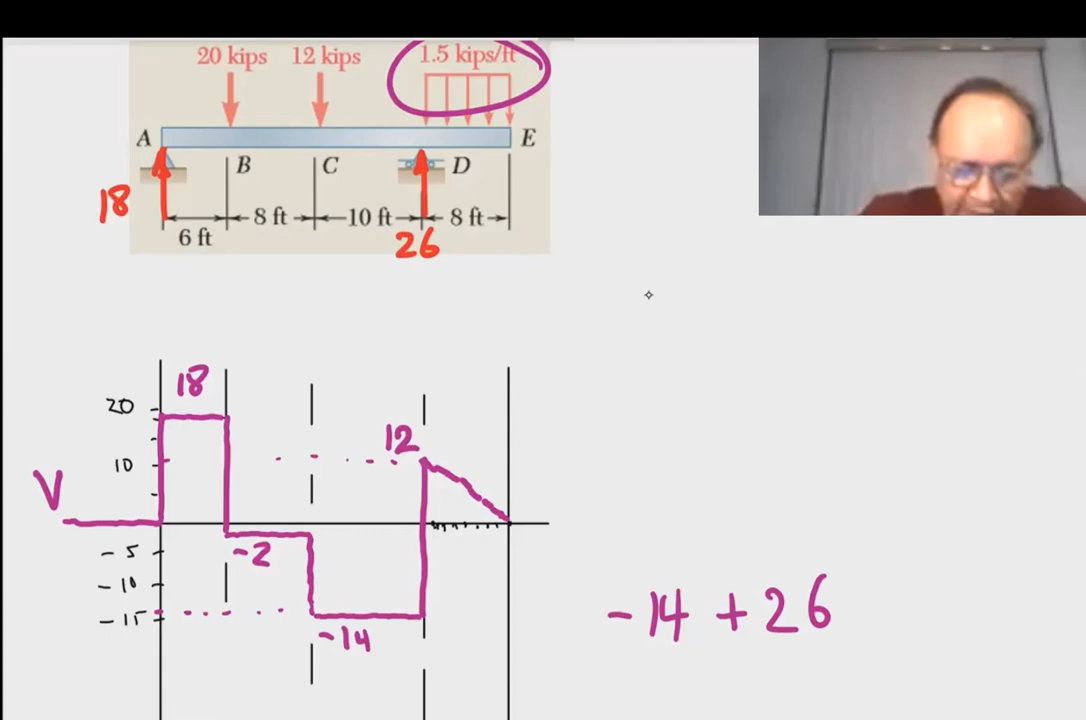 20 kips 12 kips 1.5 kips/ft
A E
B C D
18
8 ft 10 ft 8 ft
6 ft 26
18
20
12
10
V
-5 -2
-10
-15
-14
-14 + 26